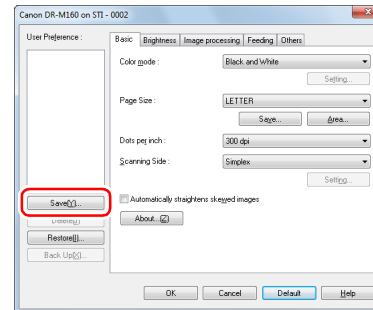 Canon DR-M160 on STI - 0002
User Preference :
Basic Brightness Image processing Feeding Others
Color mode : Black and White
Setting...
Page Size : LETTER
Save... Area...
Dots per inch : 300 dpi
Scanning Side : Simplex
Setting...
Save[Y]... Automatically straightens skewed images
Delete[J] About...[Z]
Restore[I]...
Back Up[X]...
OK Cancel Default Help